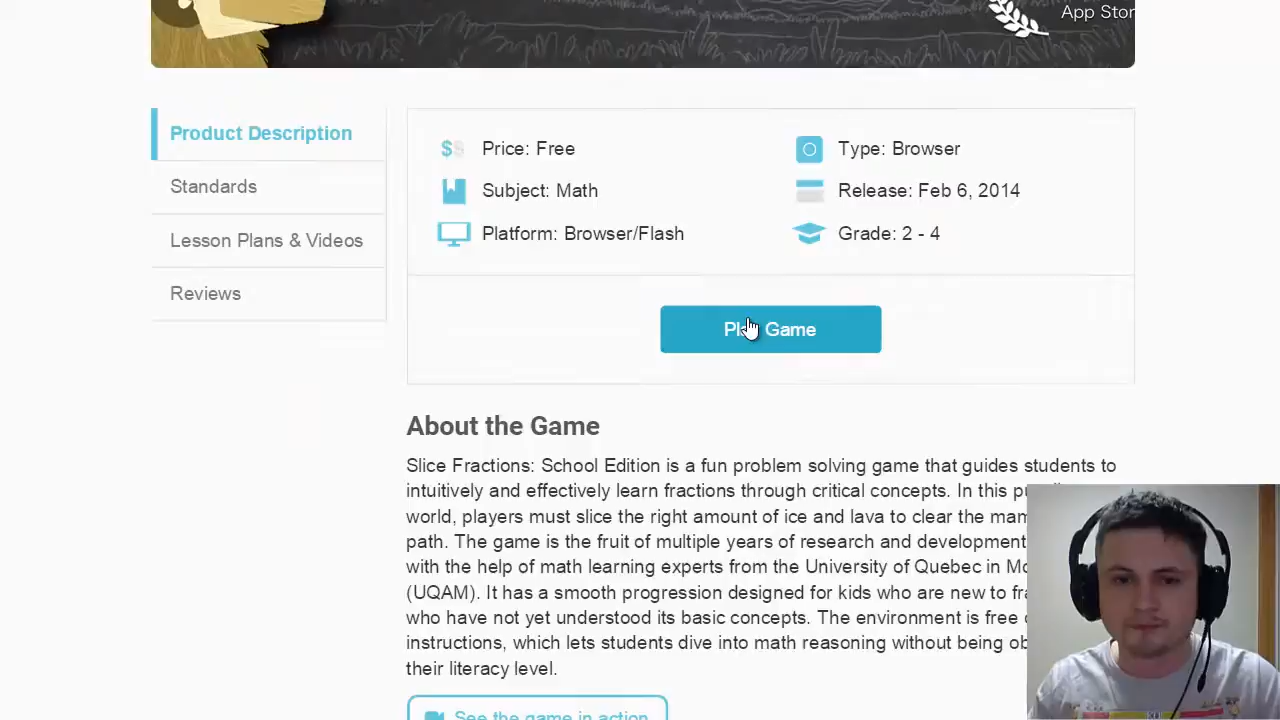 App Stor
Product Description
Standards
Lesson Plans & Videos
Reviews
Price: Free
Type: Browser
Subject: Math
Release: Feb 6, 2014
Platform: Browser/Flash
Grade: 2 - 4
Play Game
About the Game
Slice Fractions: School Edition is a fun problem solving game that guides students to
intuitively and effectively learn fractions through critical concepts. In this
world, players must slice the right amount of ice and lava to clear the
path. The game is the fruit of multiple years of research and development
with the help of math learning experts from the University of Quebec in
(UQAM). It has a smooth progression designed for kids who are new to
who have not yet understood its basic concepts. The environment is free
instructions, which lets students dive into math reasoning without being
their literacy level.
See the game in action